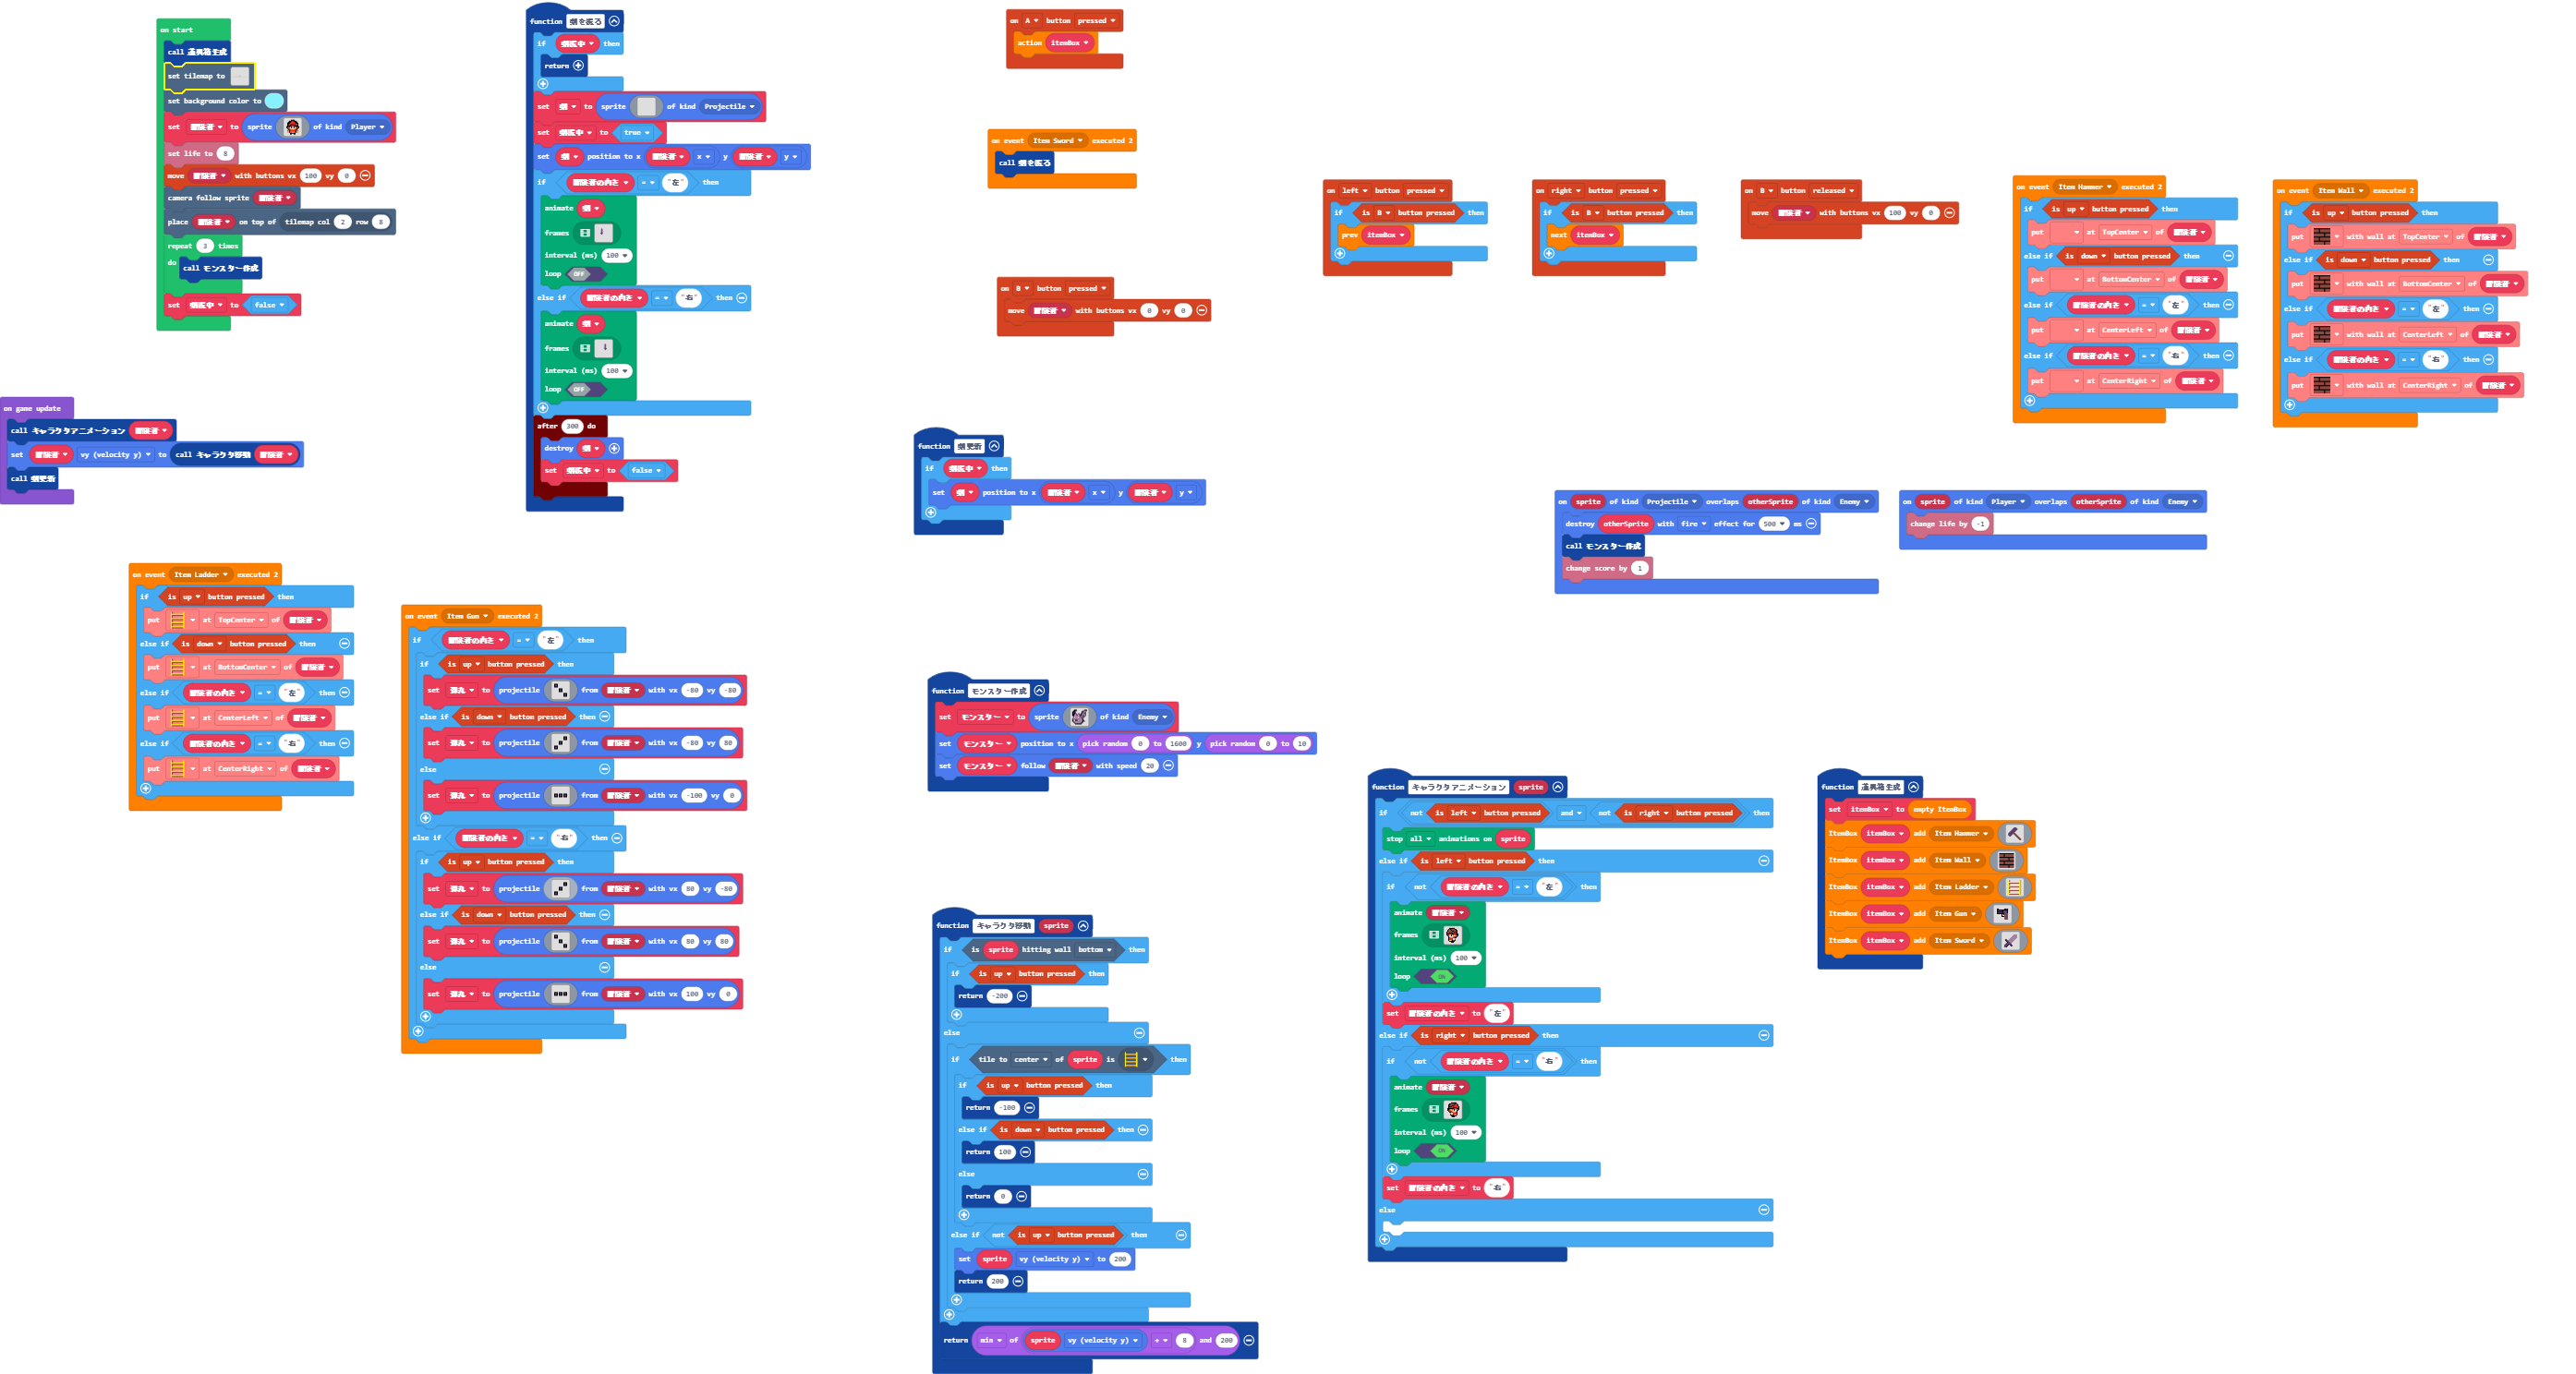 on start
call 道具箱生成
set tilemap to
set background color to
set 冒険者 to sprite of kind Player
set life to 8
move 冒険者 with buttons vx 100 vy 0
camera follow sprite 冒険者
place 冒険者 on top of tilemap col 2 row 8
repeat 3 times
do
call モンスター作成
set 剣振中 to false
on game update
call キャラクタアニメーション 冒険者
set 冒険者 vy (velocity y) to call キャラクタ移動 冒険者
call 剣更新
function 剣を振る
if 剣振中 then
return
set 剣 to sprite of kind Projectile
set 剣振中 to true
set 剣 position to x 冒険者 x y 冒険者 y
if 冒険者の向き = "左" then
animate 剣
frames
interval (ms) 100
loop OFF
else if 冒険者の向き = "右" then
animate 剣
frames
interval (ms) 100
loop OFF
after 300 do
destroy 剣
set 剣振中 to false
on A button pressed
action itemBox
on event Item Sword executed 2
call 剣を振る
on B button pressed
move 冒険者 with buttons vx 0 vy 0
on left button pressed
if is B button pressed then
prev itemBox
on right button pressed
if is B button pressed then
next itemBox
on B button released
move 冒険者 with buttons vx 100 vy 0
on event Item Hammer executed 2
if is up button pressed then
put at TopCenter of 冒険者
else if is down button pressed then
put at BottomCenter of 冒険者
else if 冒険者の向き = "左" then
put at CenterLeft of 冒険者
else if 冒険者の向き = "右" then
put at CenterRight of 冒険者
on event Item Wall executed 2
if is up button pressed then
put with wall at TopCenter of 冒険者
else if is down button pressed then
put with wall at BottomCenter of 冒険者
else if 冒険者の向き = "左" then
put with wall at CenterLeft of 冒険者
else if 冒険者の向き = "右" then
put with wall at CenterRight of 冒険者
function 剣更新
if 剣振中 then
set 剣 position to x 冒険者 x y 冒険者 y
on sprite of kind Projectile overlaps otherSprite of kind Enemy
destroy otherSprite with fire effect for 500 ms
call モンスター作成
change score by 1
on sprite of kind Player overlaps otherSprite of kind Enemy
change life by -1
on event Item Ladder executed 2
if is up button pressed then
put at TopCenter of 冒険者
else if is down button pressed then
put at BottomCenter of 冒険者
else if 冒険者の向き = "左" then
put at CenterLeft of 冒険者
else if 冒険者の向き = "右" then
put at CenterRight of 冒険者
on event Item Gun executed 2
if 冒険者の向き = "左" then
if is up button pressed then
set 弾丸 to projectile from 冒険者 with vx -80 vy -80
else if is down button pressed then
set 弾丸 to projectile from 冒険者 with vx -80 vy 80
else
set 弾丸 to projectile from 冒険者 with vx -100 vy 0
else if 冒険者の向き = "右" then
if is up button pressed then
set 弾丸 to projectile from 冒険者 with vx 80 vy -80
else if is down button pressed then
set 弾丸 to projectile from 冒険者 with vx 80 vy 80
else
set 弾丸 to projectile from 冒険者 with vx 100 vy 0
function モンスター作成
set モンスター to sprite of kind Enemy
set モンスター position to x pick random 0 to 1600 y pick random 0 to 10
set モンスター follow 冒険者 with speed 20
function キャラクタ移動 sprite
if is sprite hitting wall bottom then
if is up button pressed then
return -200
else
if tile to center of sprite is then
if is up button pressed then
return -100
else if is down button pressed then
return 100
else
return 0
else if not is up button pressed then
set sprite vy (velocity y) to 200
return 200
return min of sprite vy (velocity y) + 8 and 200
function キャラクタアニメーション sprite
if not is left button pressed and not is right button pressed then
stop all animations on sprite
else if is left button pressed then
if not 冒険者の向き = "左" then
animate 冒険者
frames
interval (ms) 100
loop ON
set 冒険者の向き to "左"
else if is right button pressed then
if not 冒険者の向き = "右" then
animate 冒険者
frames
interval (ms) 100
loop ON
set 冒険者の向き to "右"
else
function 道具箱生成
set itemBox to empty ItemBox
ItemBox itemBox add Item Hammer
ItemBox itemBox add Item Wall
ItemBox itemBox add Item Ladder
ItemBox itemBox add Item Gun
ItemBox itemBox add Item Sword